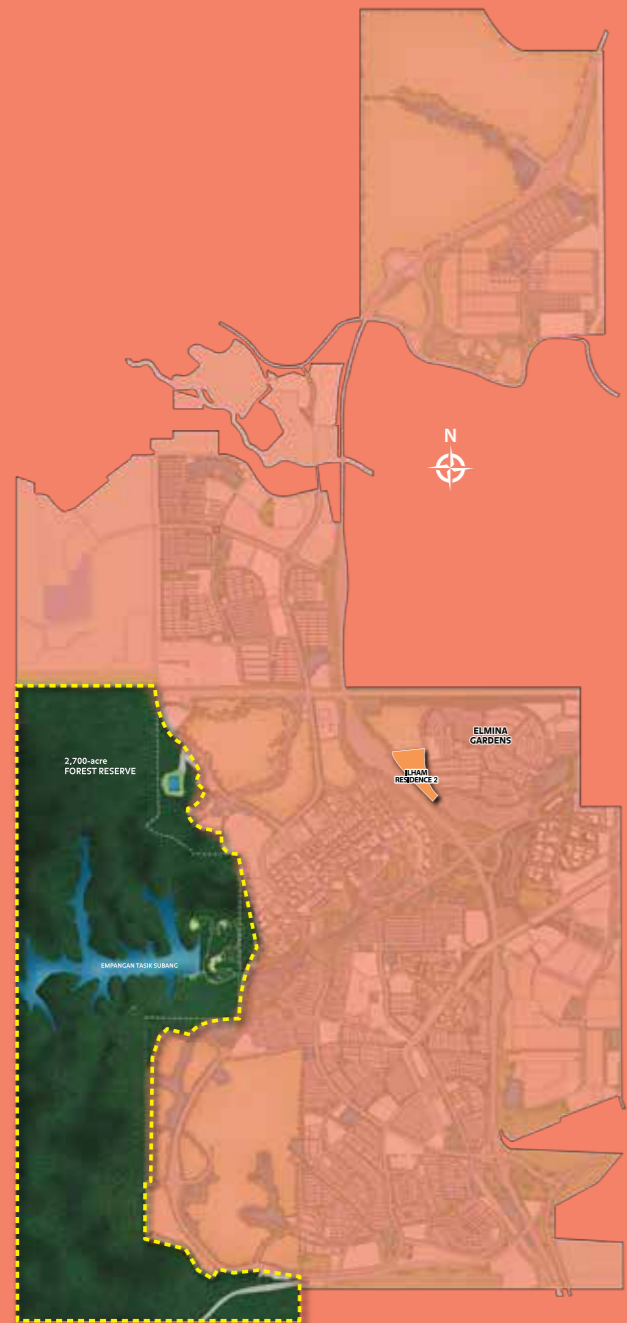 N
ELMINA
GARDENS
ILHAM
RESIDENCE 2
2,700-acre
FOREST RESERVE
EMPANGAN TASIK SUBANG